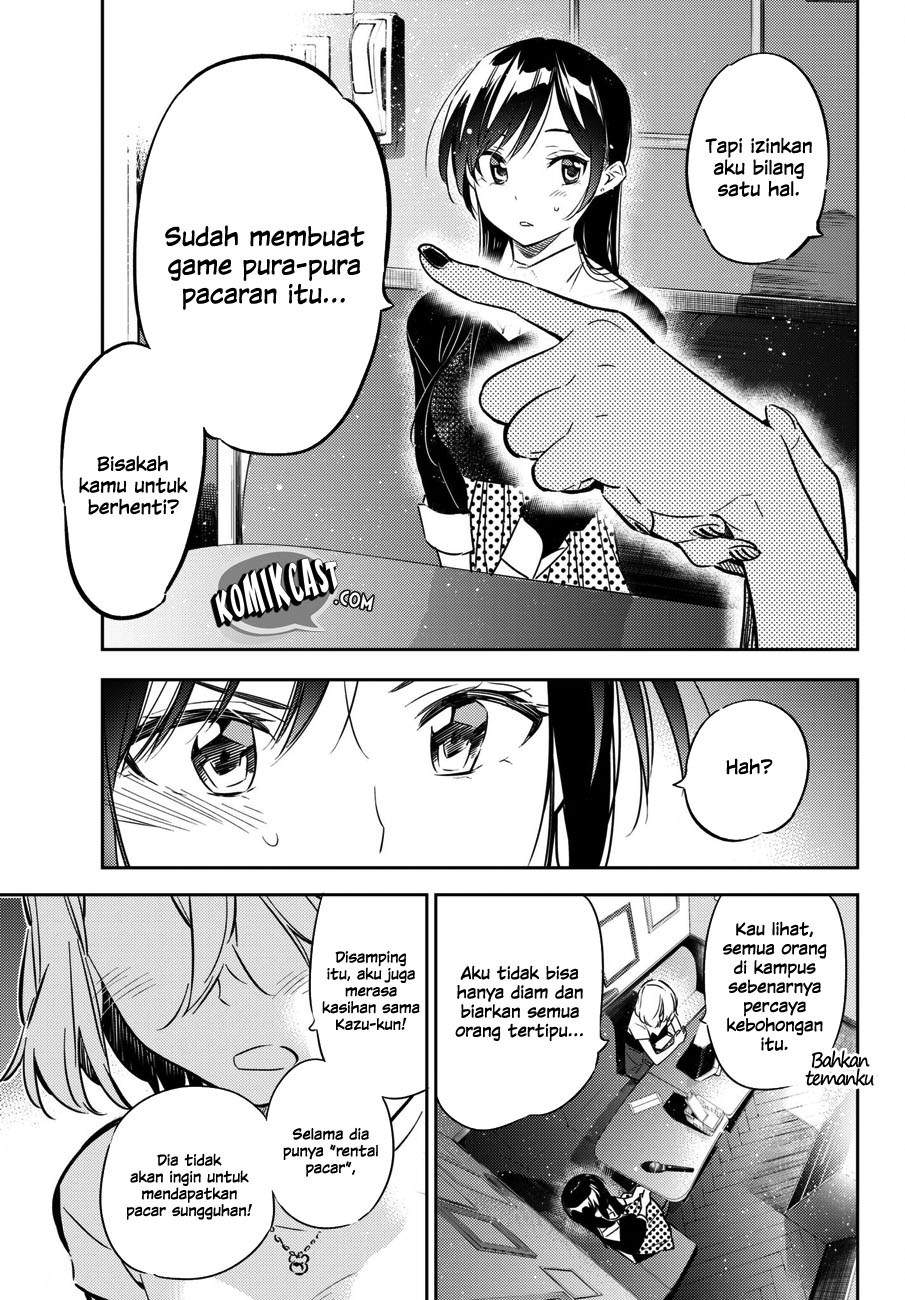 Tapi izinkan
aku bilang
satu hal.
Sudah membuat
game pura-pura
pacaran itu...
Bisakah
kamu untuk
berhenti?
KOMIKCAST
.COM
Hah?
Kau lihat,
semua orang
di kampus
sebenarnya
percaya
kebohongan
itu.
Bahkan
temanku
Aku tidak bisa
hanya diam dan
biarkan semua
orang tertipu...
Disamping
itu, aku juga
merasa
kasihan sama
Kazu-kun!
Selama dia
punya "rental
pacar",
Dia tidak
akan ingin untuk
mendapatkan
pacar sungguhan!